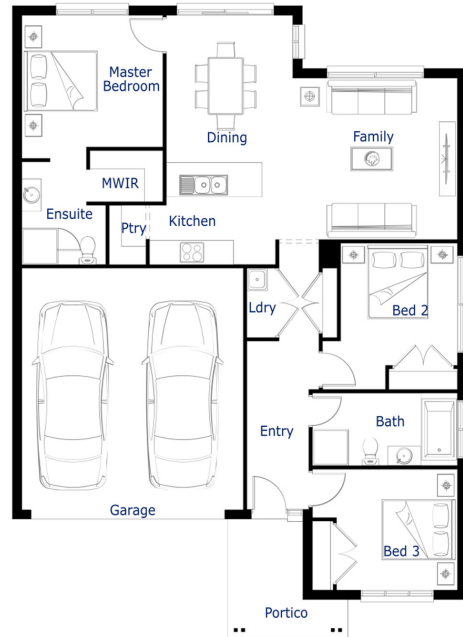 Master
Bedroom
Dining
Family
MWIR
Ensuite
Ptry
Kitchen
Ldry
Bed 2
Entry
Bath
Garage
Bed 3
Portico